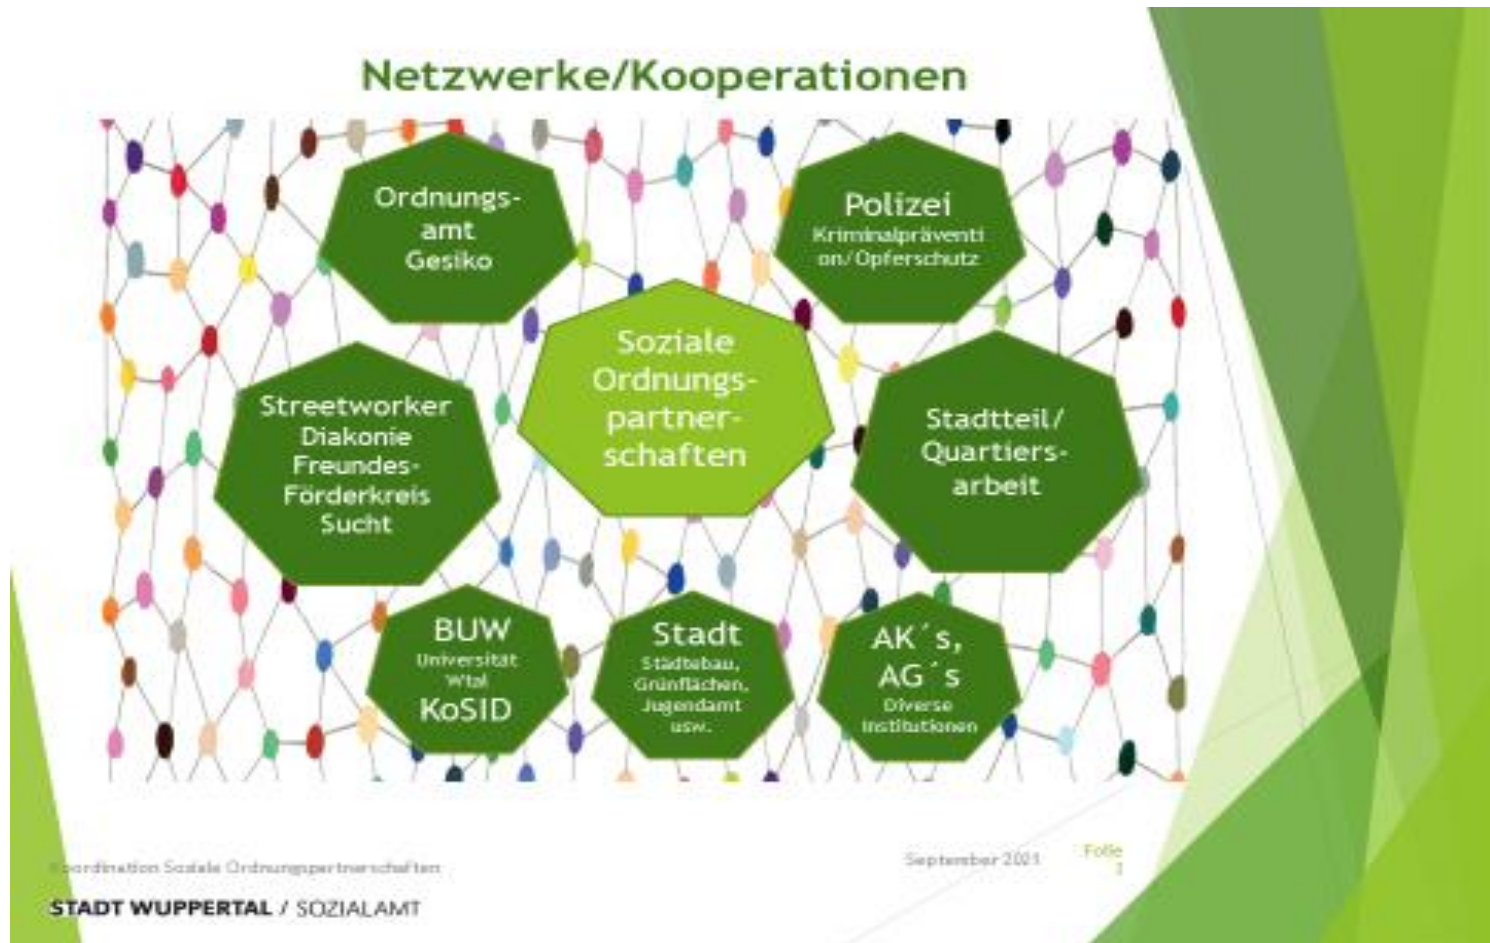 Netzwerke/Kooperationen
Ordnungs-
amt
Gesiko
Polizei
Kriminalpräventi
on/Opferschutz
Soziale
Ordnungs-
partner-
schaften
Streetworker
Diakonie
Freundes-
Förderkreis
Sucht
Stadtteil/
Quartiers-
arbeit
BUW
Universität
Wtal
KoSID
Stadt
Städtebau,
Grünflächen,
Jugendamt
usw.
AK´s,
AG´s
Diverse
Institutionen
Koordination Soziale Ordnungspartnerschaften
September 2021
Folie
STADT WUPPERTAL / SOZIALAMT